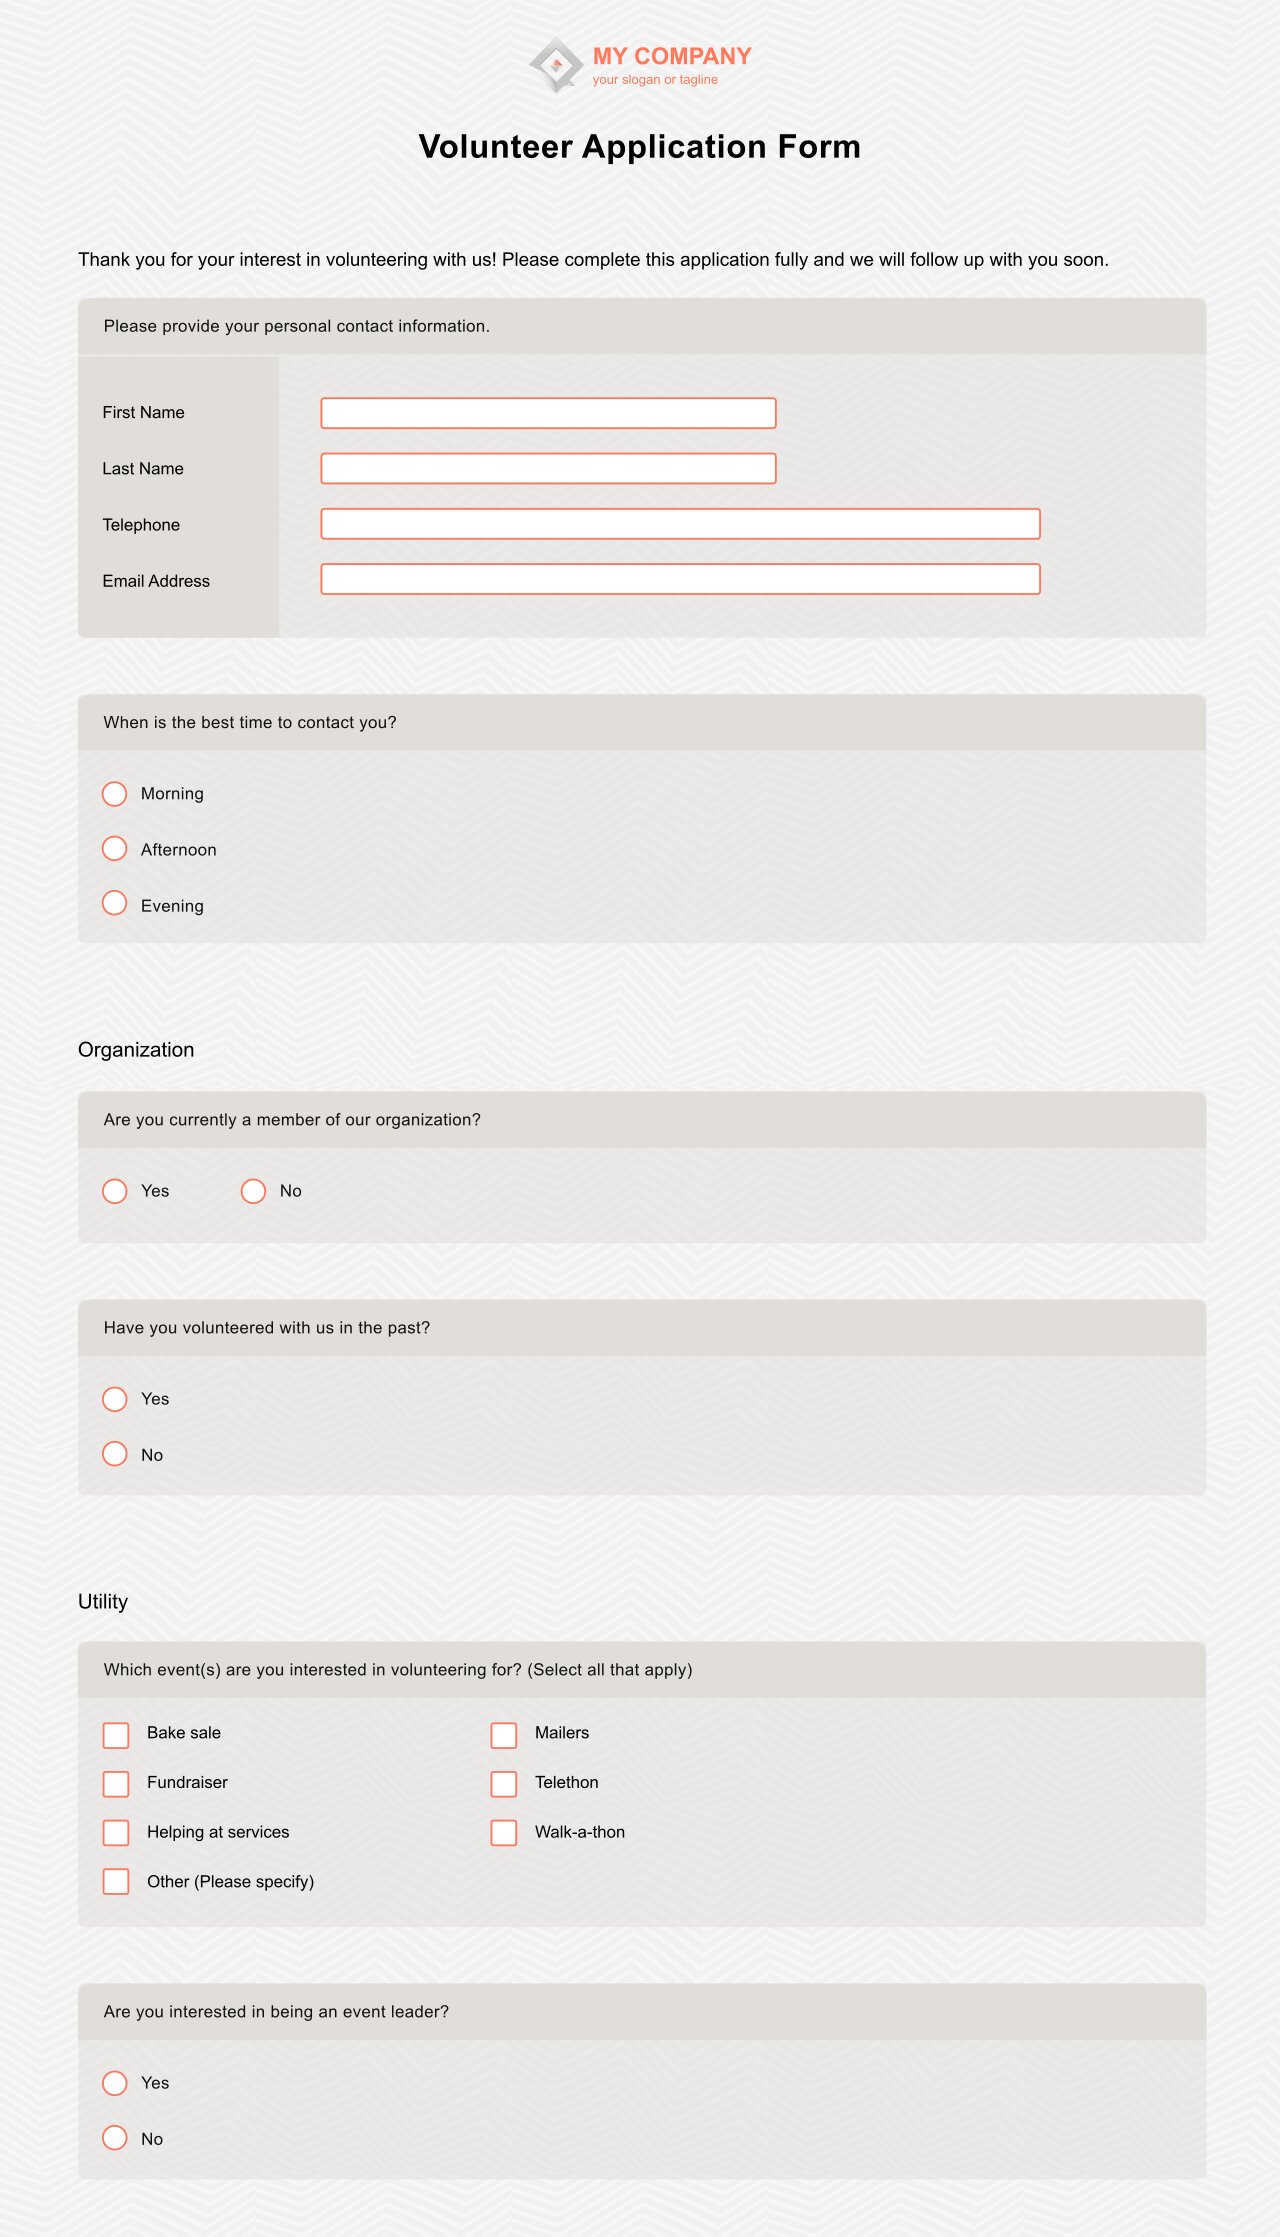 MY COMPANY
your slogan or tagline
Volunteer Application Form
Thank you for your interest in volunteering with us! Please complete this application fully and we will follow up with you soon.
Please provide your personal contact information.
First Name
Last Name
Telephone
Email Address
When is the best time to contact you?
Morning
Afternoon
Evening
Organization
Are you currently a member of our organization?
Yes No
Have you volunteered with us in the past?
Yes
No
Utility
Which event(s) are you interested in volunteering for? (Select all that apply)
Bake sale Mailers
Fundraiser Telethon
Helping at services Walk-a-thon
Other (Please specify)
Are you interested in being an event leader?
Yes
No